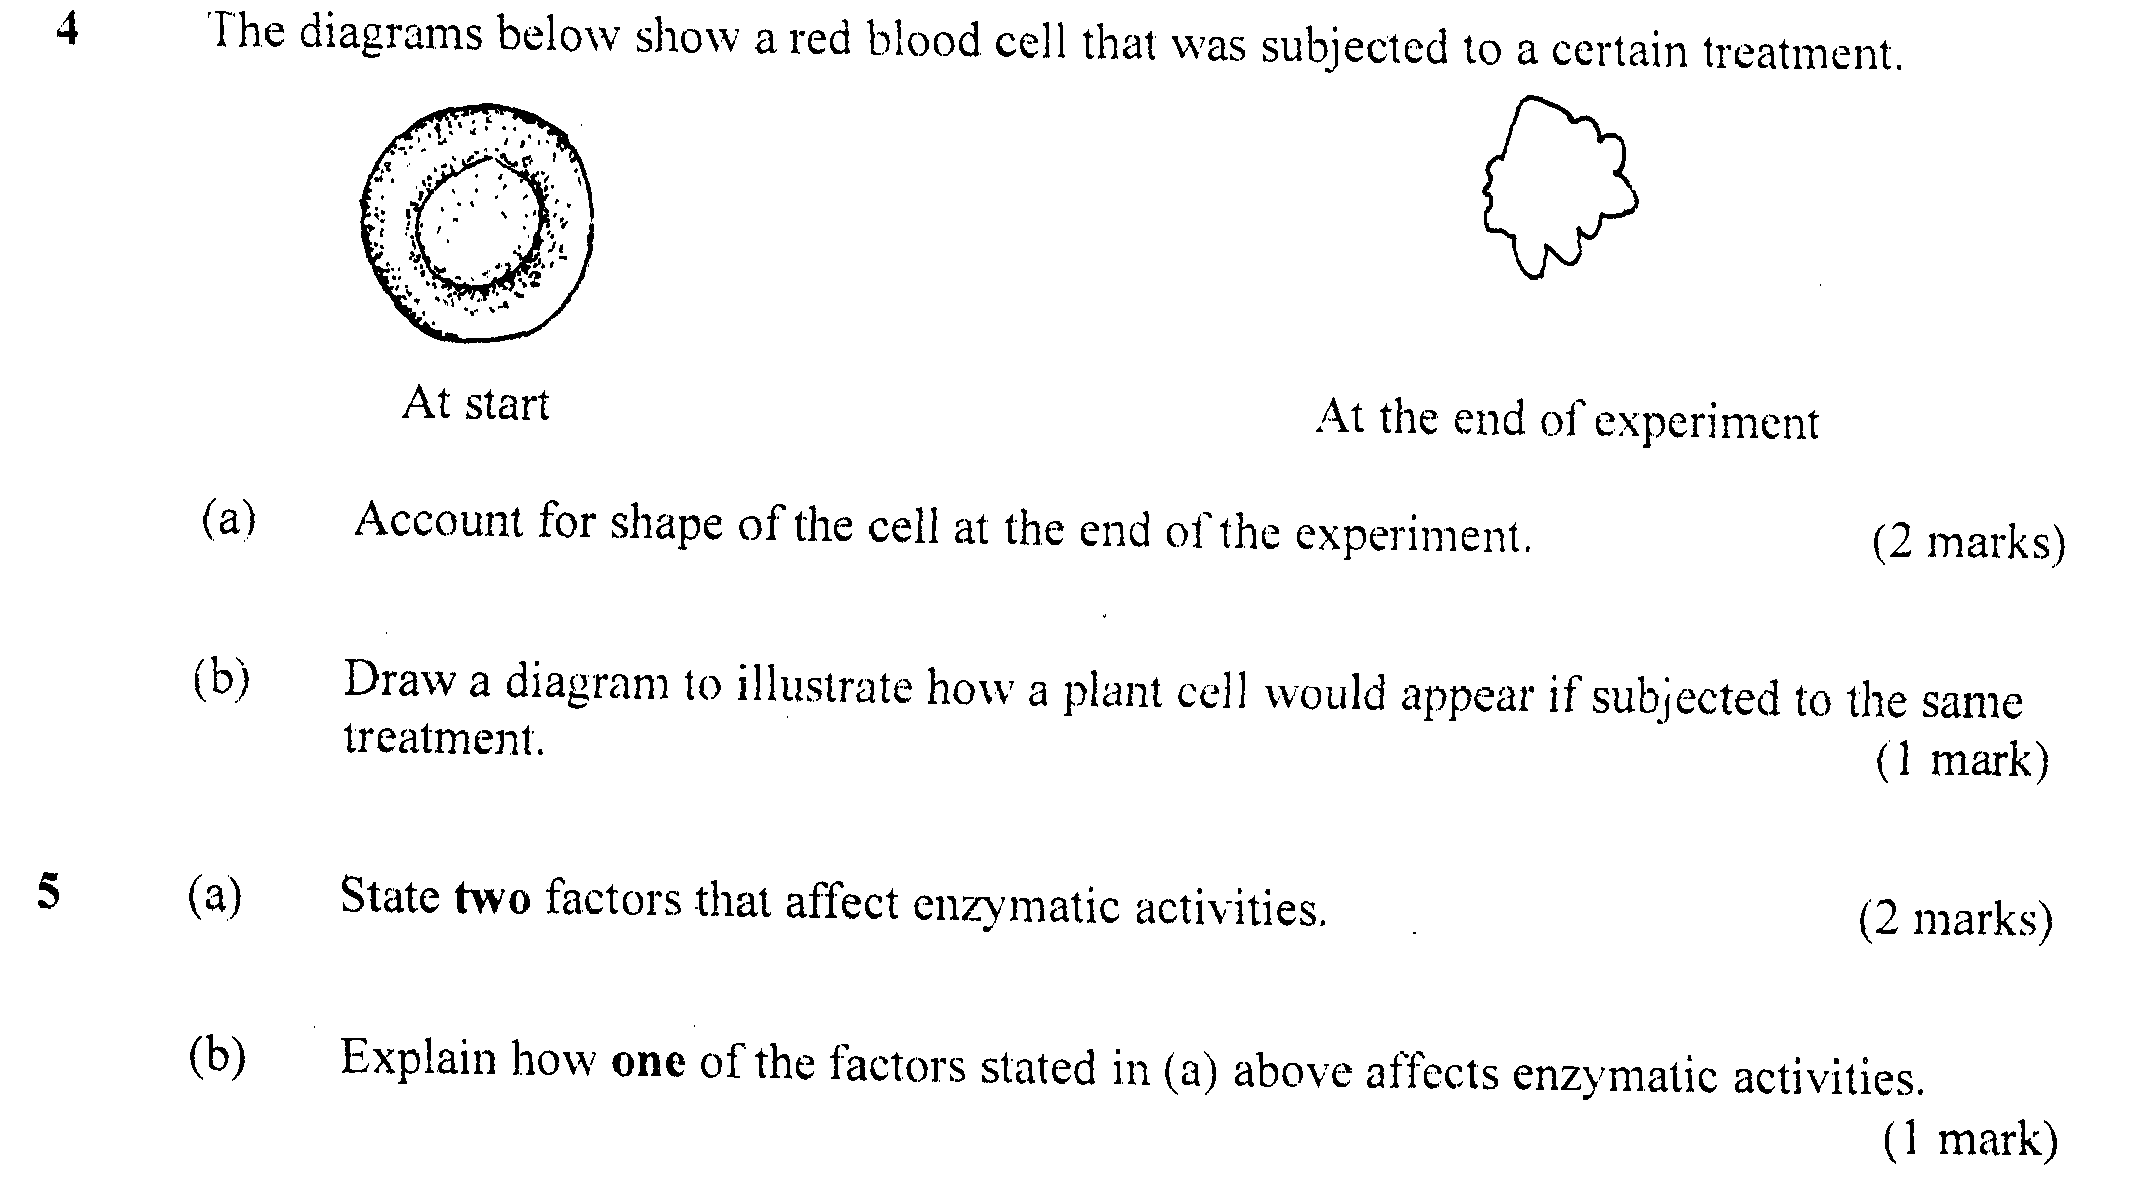 4 The diagrams below show a red blood cell that was subjected to a certain treatment.
At start
At the end of experiment
(a) Account for shape of the cell at the end of the experiment. (2 marks)
(b) Draw a diagram to illustrate how a plant cell would appear if subjected to the same
treatment.
(1 mark)
5 (a) State two factors that affect enzymatic activities. (2 marks)
(b) Explain how one of the factors stated in (a) above affects enzymatic activities.
(1 mark)